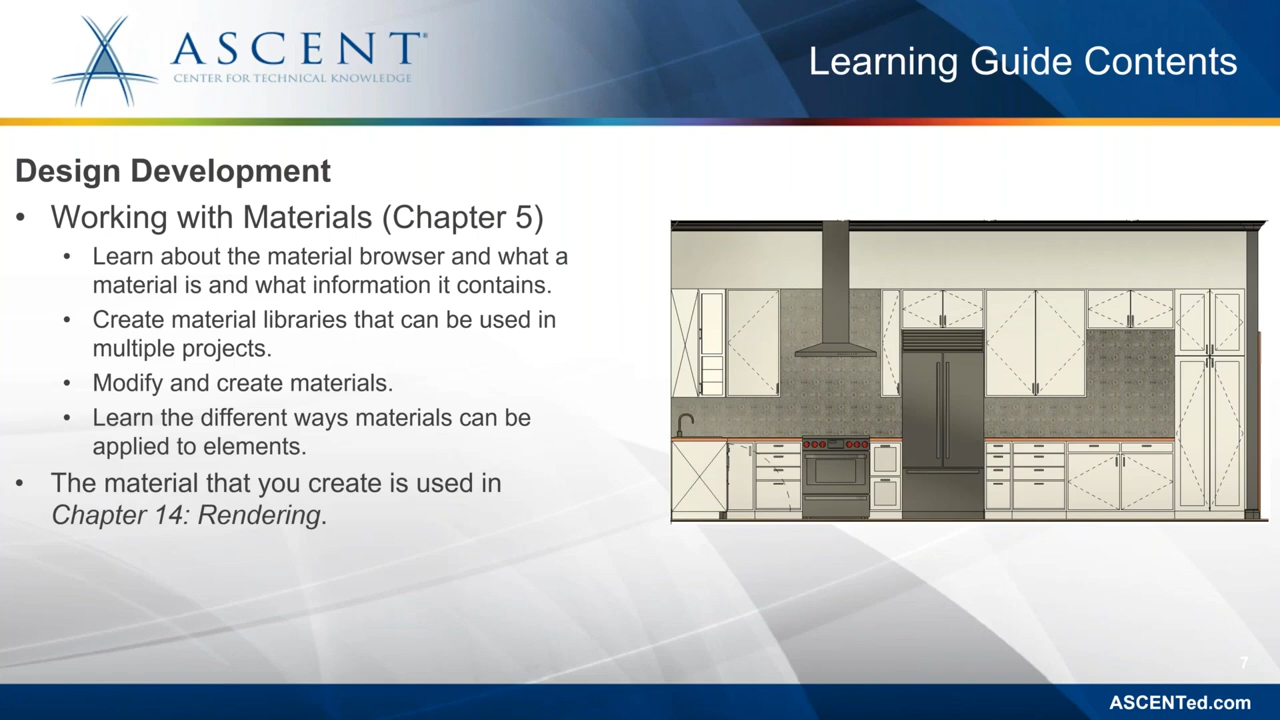 ASCENT®
CENTER FOR TECHNICAL KNOWLEDGE
Learning Guide Contents
Design Development
• Working with Materials (Chapter 5)
• Learn about the material browser and what a
material is and what information it contains.
• Create material libraries that can be used in
multiple projects.
• Modify and create materials.
• Learn the different ways materials can be
applied to elements.
• The material that you create is used in
Chapter 14: Rendering.
7
ASCENTed.com